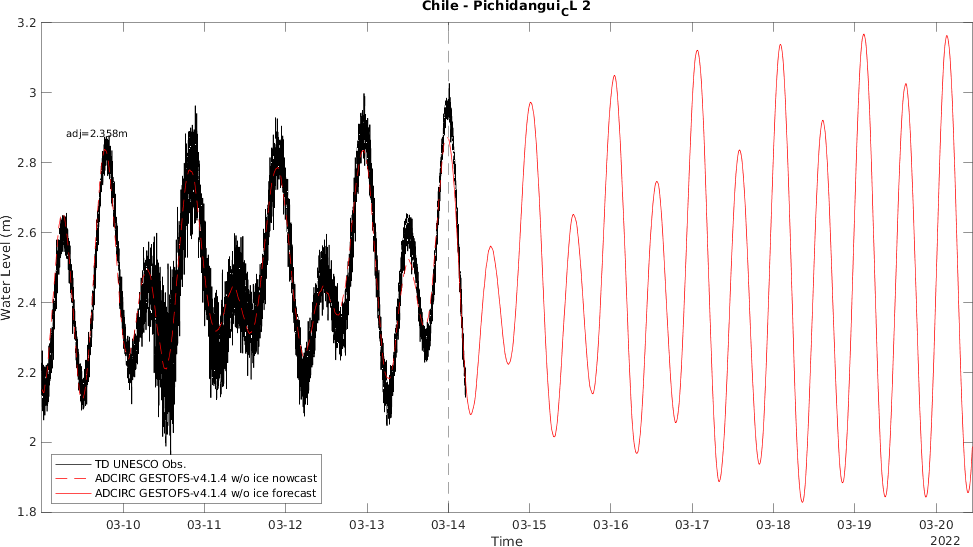 Chile - PichidanguiCL 2
3.2
3
2.8
2.6
2.4
2.2
2
1.8
Water Level (m)
adj=2.358m
TD UNESCO Obs.
ADCIRC GESTOFS-v4.1.4 w/o ice nowcast
ADCIRC GESTOFS-v4.1.4 w/o ice forecast
03-10 03-11 03-12 03-13 03-14 03-15 03-16 03-17 03-18 03-19 03-20
Time
2022